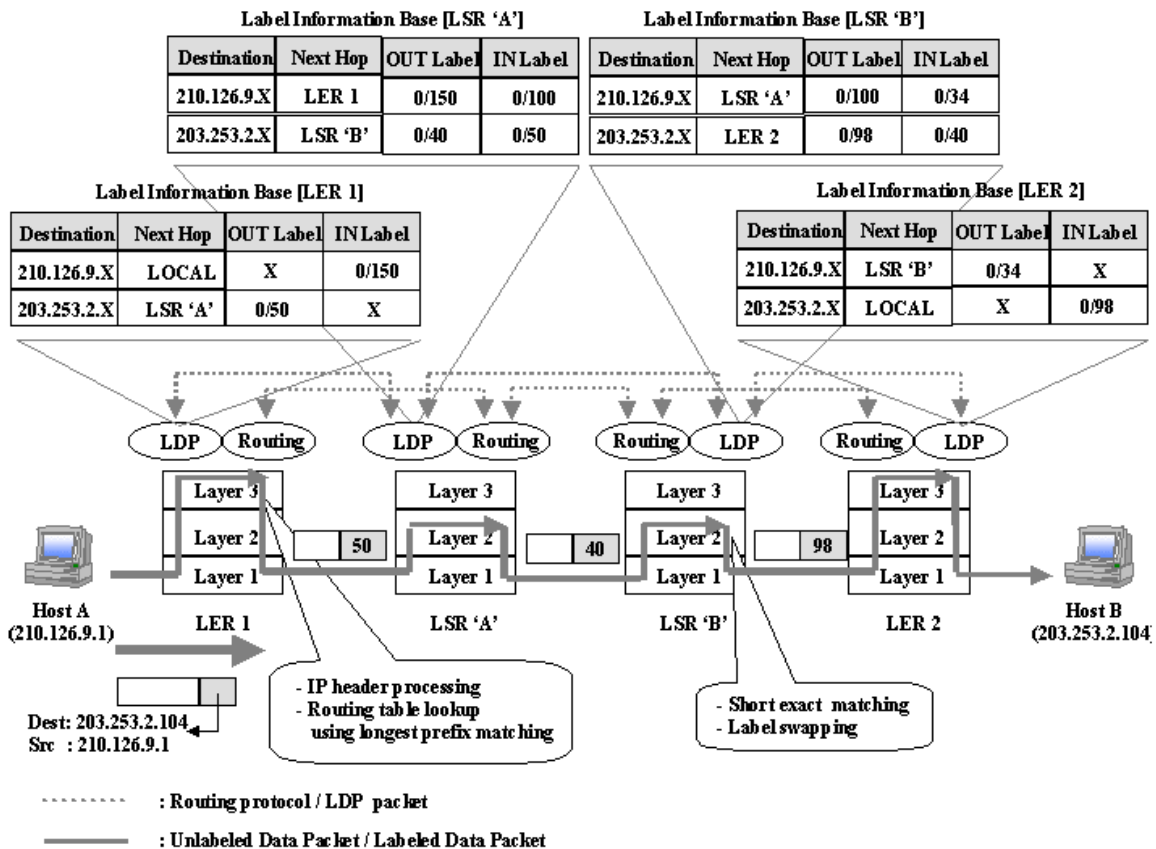 Label Information Base [LSR ‘A’]
Destination Next Hop OUT Label IN Label
210.126.9.X LER 1 0/150 0/100
203.253.2.X LSR ‘B’ 0/40 0/50
Label Information Base [LSR ‘B’]
Destination Next Hop OUT Label IN Label
210.126.9.X LSR ‘A’ 0/100 0/34
203.253.2.X LER 2 0/98 0/40
Label Information Base [LER 1]
Destination Next Hop OUT Label IN Label
210.126.9.X LOCAL X 0/150
203.253.2.X LSR ‘A’ 0/50 X
Label Information Base [LER 2]
Destination Next Hop OUT Label IN Label
210.126.9.X LSR ‘B’ 0/34 X
203.253.2.X LOCAL X 0/98
LDP Routing LDP Routing Routing LDP Routing LDP
Layer 3 Layer 3 Layer 3 Layer 3
Layer 2 50 Layer 2 40 Layer 2 98 Layer 2
Layer 1 Layer 1 Layer 1 Layer 1
Host A
(210.126.9.1)
LER 1 LSR ‘A’ LSR ‘B’ LER 2
Host B
(203.253.2.104)
Dest: 203.253.2.104
Src : 210.126.9.1
- IP header processing
- Routing table lookup
using longest prefix matching
- Short exact matching
- Label swapping
: Routing protocol / LDP packet
: Unlabeled Data Packet / Labeled Data Packet